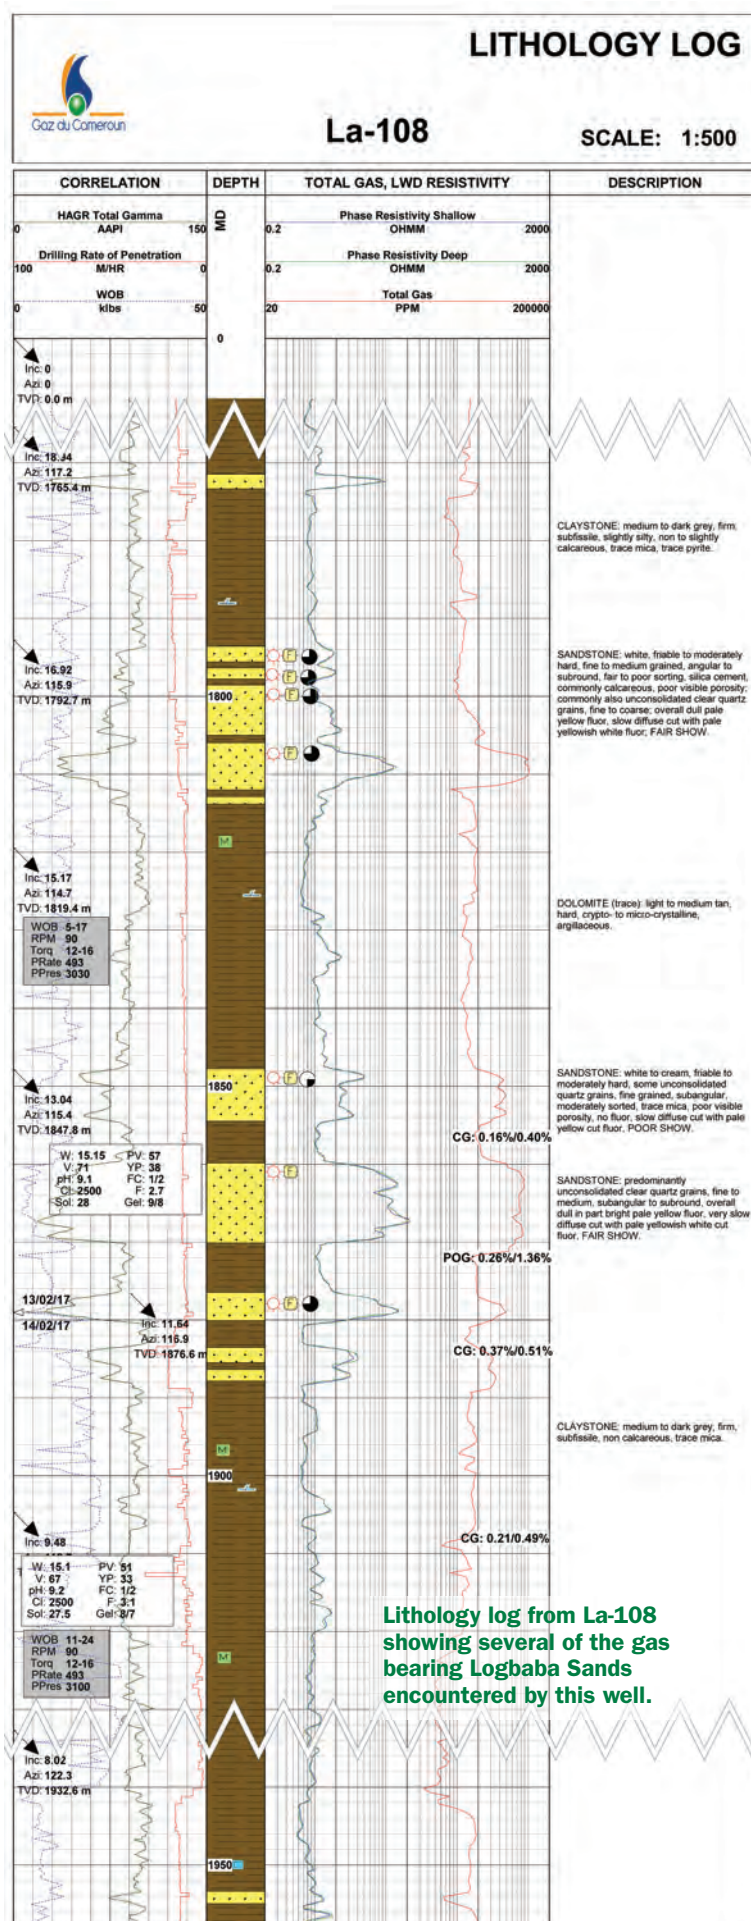 LITHOLOGY LOG
Gaz du Cameroun
La-108
SCALE: 1:500
CORRELATION
DEPTH
TOTAL GAS, LWD RESISTIVITY
DESCRIPTION
HAGR Total Gamma
0 AAPI 150
Drilling Rate of Penetration
100 M/HR 0
WOB
0 klbs 50
MD
Phase Resistivity Shallow
0.2 OHMM 2000
Phase Resistivity Deep
0.2 OHMM 2000
Total Gas
20 PPM 200000
0
Inc: 0
Azi: 0
TVD: 0.0 m
Inc: 18.94
Azi: 117.2
TVD: 1765.4 m
CLAYSTONE: medium to dark grey, firm,
subfissile, slightly silty, non to slightly
calcareous, trace mica, trace pyrite.
Inc: 16.92
Azi: 115.9
TVD: 1792.7 m
1800
F
F
F
F
SANDSTONE: white, friable to moderately
hard, fine to medium grained, angular to
subround, fair to poor sorting, silica cement,
commonly calcareous, poor visible porosity;
commonly also unconsolidated clear quartz
grains, fine to coarse; overall dull pale
yellow fluor, slow diffuse cut with pale
yellowish white fluor; FAIR SHOW.
M
Inc: 15.17
Azi: 114.7
TVD: 1819.4 m
WOB 5-17
RPM 90
Torq 12-16
PRate 493
PPres 3030
DOLOMITE (trace): light to medium tan,
hard, crypto- to micro-crystalline,
argillaceous.
1850
F
Inc: 13.04
Azi: 115.4
TVD: 1847.8 m
SANDSTONE: white to cream, friable to
moderately hard, some unconsolidated
quartz grains, fine grained, subangular,
moderately sorted, trace mica, poor visible
porosity, no fluor, slow diffuse cut with pale
yellow cut fluor, POOR SHOW.
CG: 0.16%/0.40%
W: 15.15 PV: 57
V: 71 YP: 38
pH: 9.1 FC: 1/2
Cl: 2500 F: 2.7
Sol: 28 Gel: 9/8
F
SANDSTONE: predominantly
unconsolidated clear quartz grains, fine to
medium, subangular to subround, overall
dull in part bright pale yellow fluor, very slow
diffuse cut with pale yellowish white cut
fluor, FAIR SHOW.
POG: 0.26%/1.36%
13/02/17
14/02/17
F
Inc: 11.64
Azi: 116.9
TVD: 1876.6 m
CG: 0.37%/0.51%
CLAYSTONE: medium to dark grey, firm,
subfissile, non calcareous, trace mica.
M
1900
Inc: 9.48
CG: 0.21/0.49%
W: 15.1 PV: 51
V: 67 YP: 33
pH: 9.2 FC: 1/2
Cl: 2500 F: 3.1
Sol: 27.5 Gel: 8/7
WOB 11-24
RPM 90
Torq 12-16
PRate 493
PPres 3100
M
Lithology log from La-108
showing several of the gas
bearing Logbaba Sands
encountered by this well.
Inc: 8.02
Azi: 122.3
TVD: 1932.6 m
1950